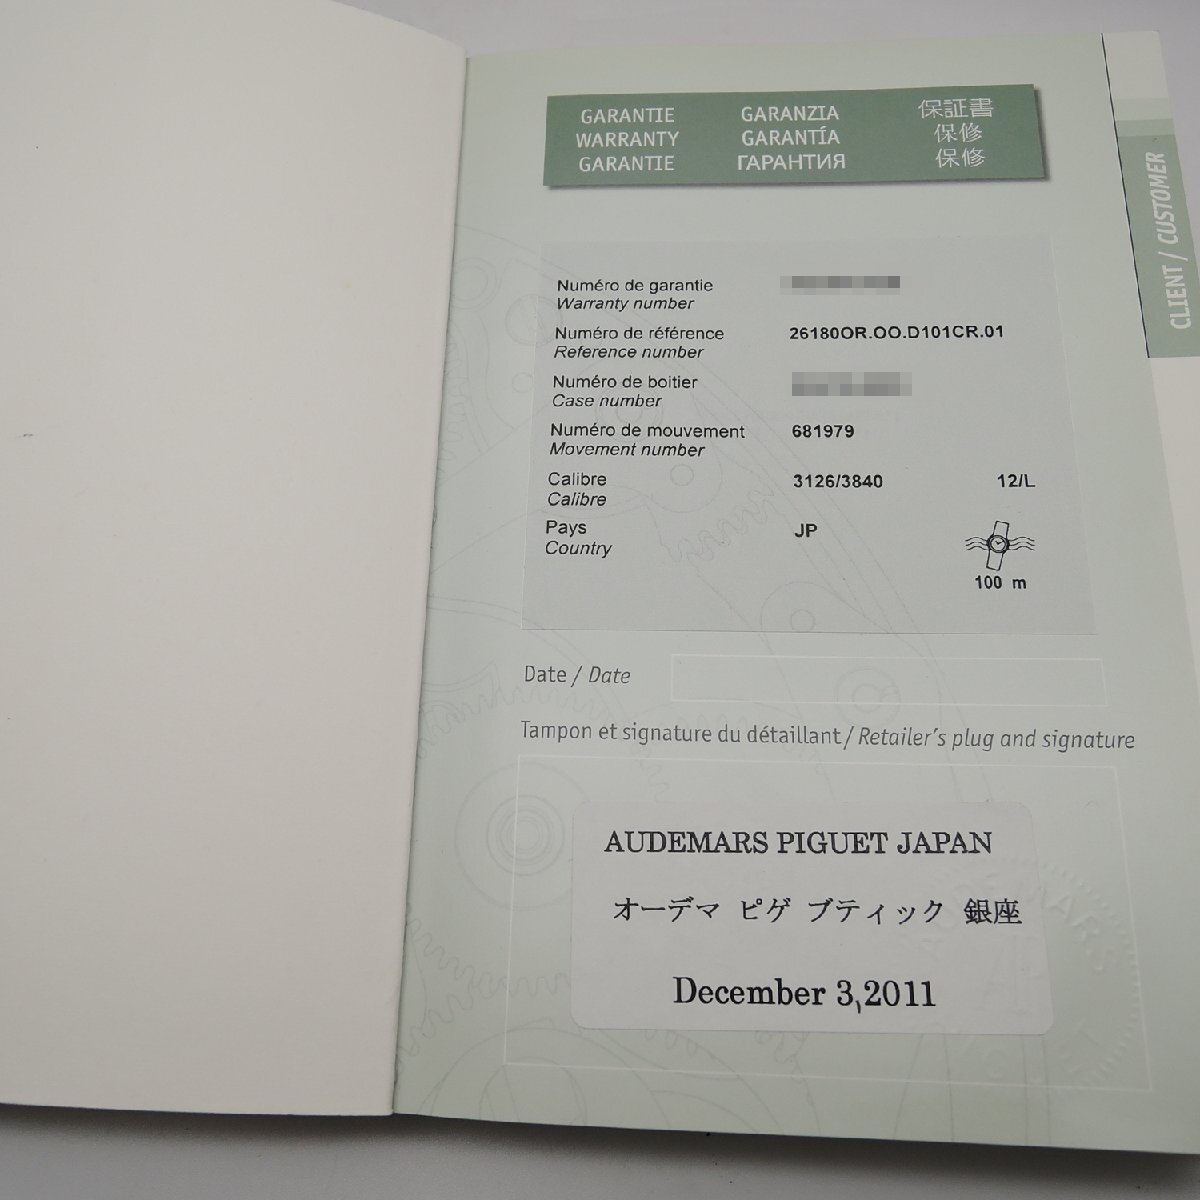 GARANTIE GARANZIA 保証書
WARRANTY GARANTÍA 保修
GARANTIE ГАРАНТИЯ 保修
CLIENT / CUSTOMER
Numéro de garantie
Warranty number
Numéro de référence 26180OR.OO.D101CR.01
Reference number
Numéro de boitier
Case number
Numéro de mouvement 681979
Movement number
Calibre 3126/3840 12/L
Calibre
Pays JP
Country
100 m
Date / Date
Tampon et signature du détaillant / Retailer's plug and signature
AUDEMARS PIGUET JAPAN
オーデマ ピゲ ブティック 銀座
December 3,2011